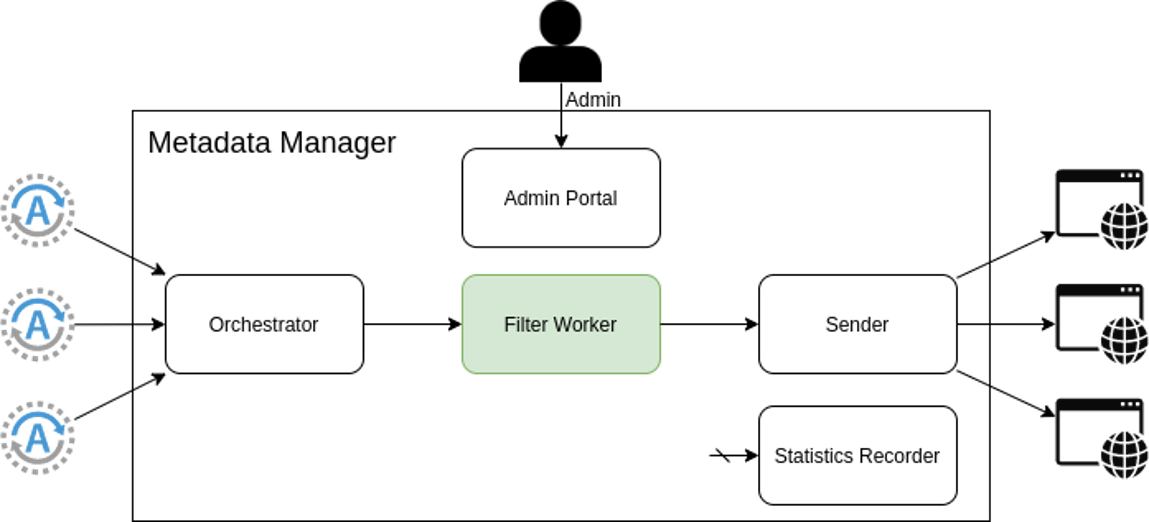 Admin
Metadata Manager
Admin Portal
A
A
A
Orchestrator
Filter Worker
Sender
Statistics Recorder